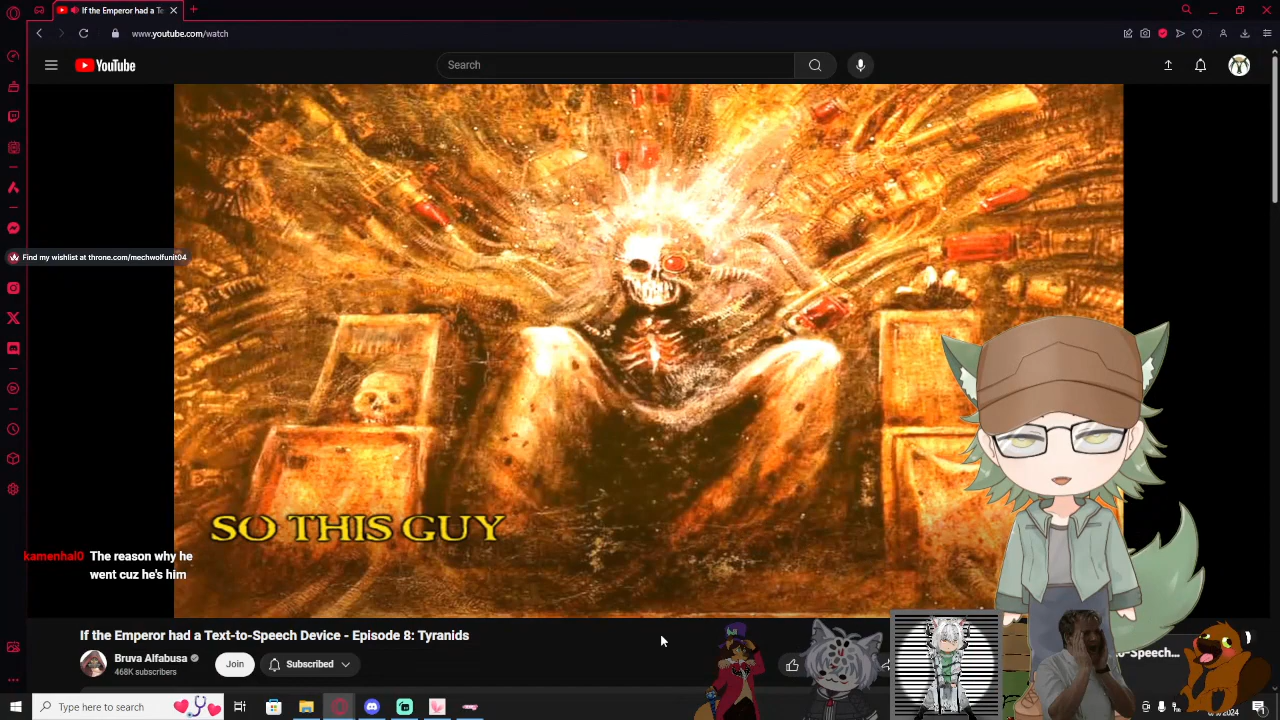 If the Emperor had a Te
www.youtube.com/watch
YouTube
Search
Find my wishlist at throne.com/mechwolfunit04
SO THIS GUY
kamenhal0 The reason why he
went cuz he's him
If the Emperor had a Text-to-Speech Device - Episode 8: Tyranids
Bruva Alfabusa
468K subscribers
Join
Subscribed
o-Speech...
Type here to search